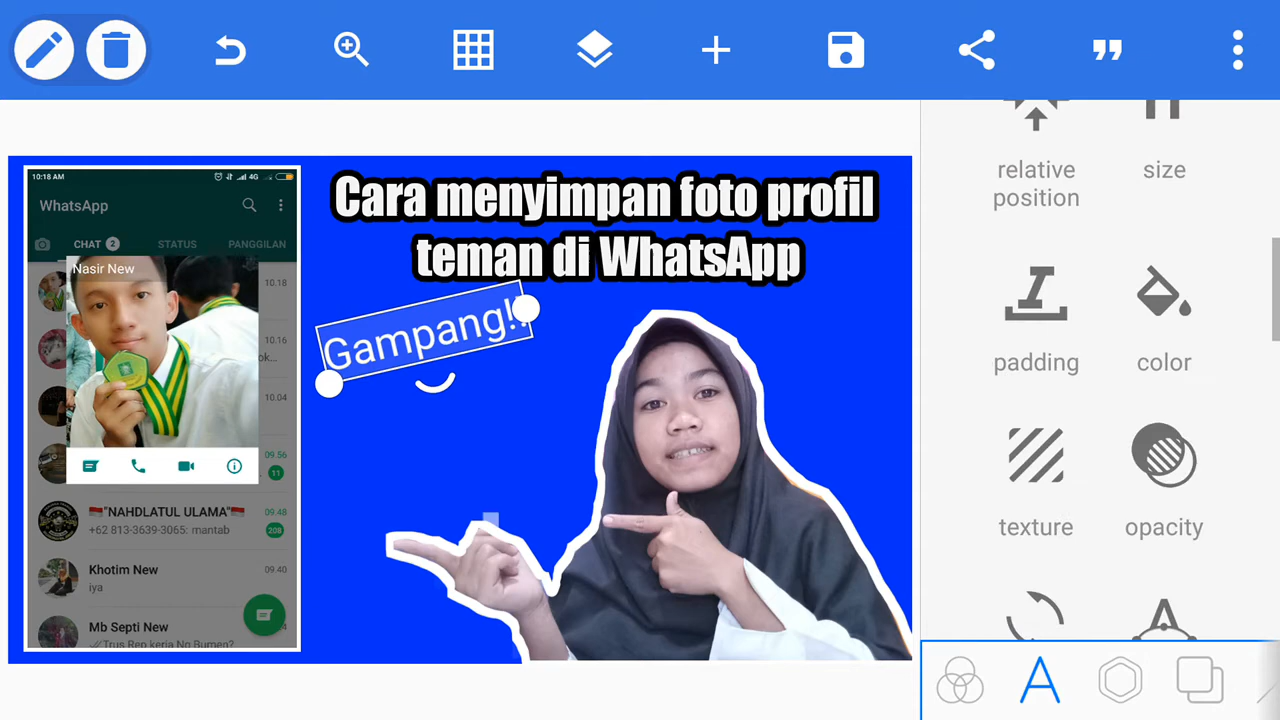 10:18 AM
4G
WhatsApp
CHAT 2
STATUS
PANGGILAN
Nasir New
10.18
10.16
ok...
10.04
09.56
11
"NAHDLATUL ULAMA"
09.48
+62 813-3639-3065: mantab
208
Khotim New
09.40
iya
Mb Septi New
Cara menyimpan foto profil
teman di WhatsApp
Gampang!!
relative
position
size
padding
color
texture
opacity